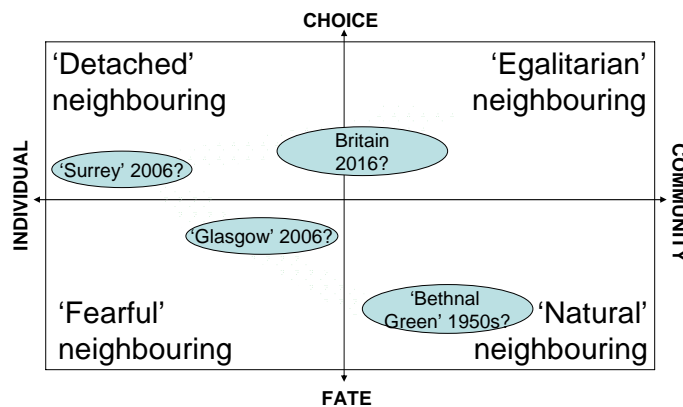 CHOICE
‘Detached’
neighbouring
‘Egalitarian’
neighbouring
Britain
2016?
‘Surrey’ 2006?
INDIVIDUAL
COMMUNITY
‘Glasgow’ 2006?
‘Bethnal
Green’ 1950s?
‘Fearful’
neighbouring
‘Natural’
neighbouring
FATE